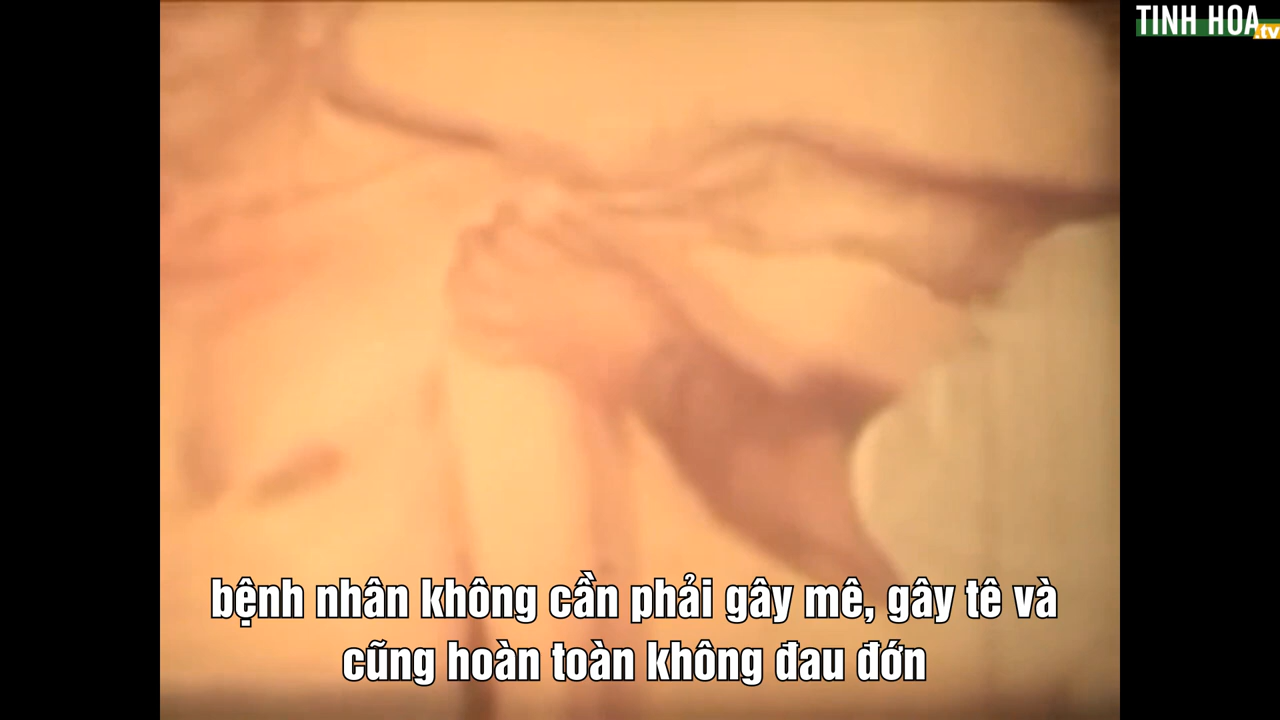 TINH HOA
.tv
bệnh nhân không cần phải gây mê, gây tê và
cũng hoàn toàn không đau đớn